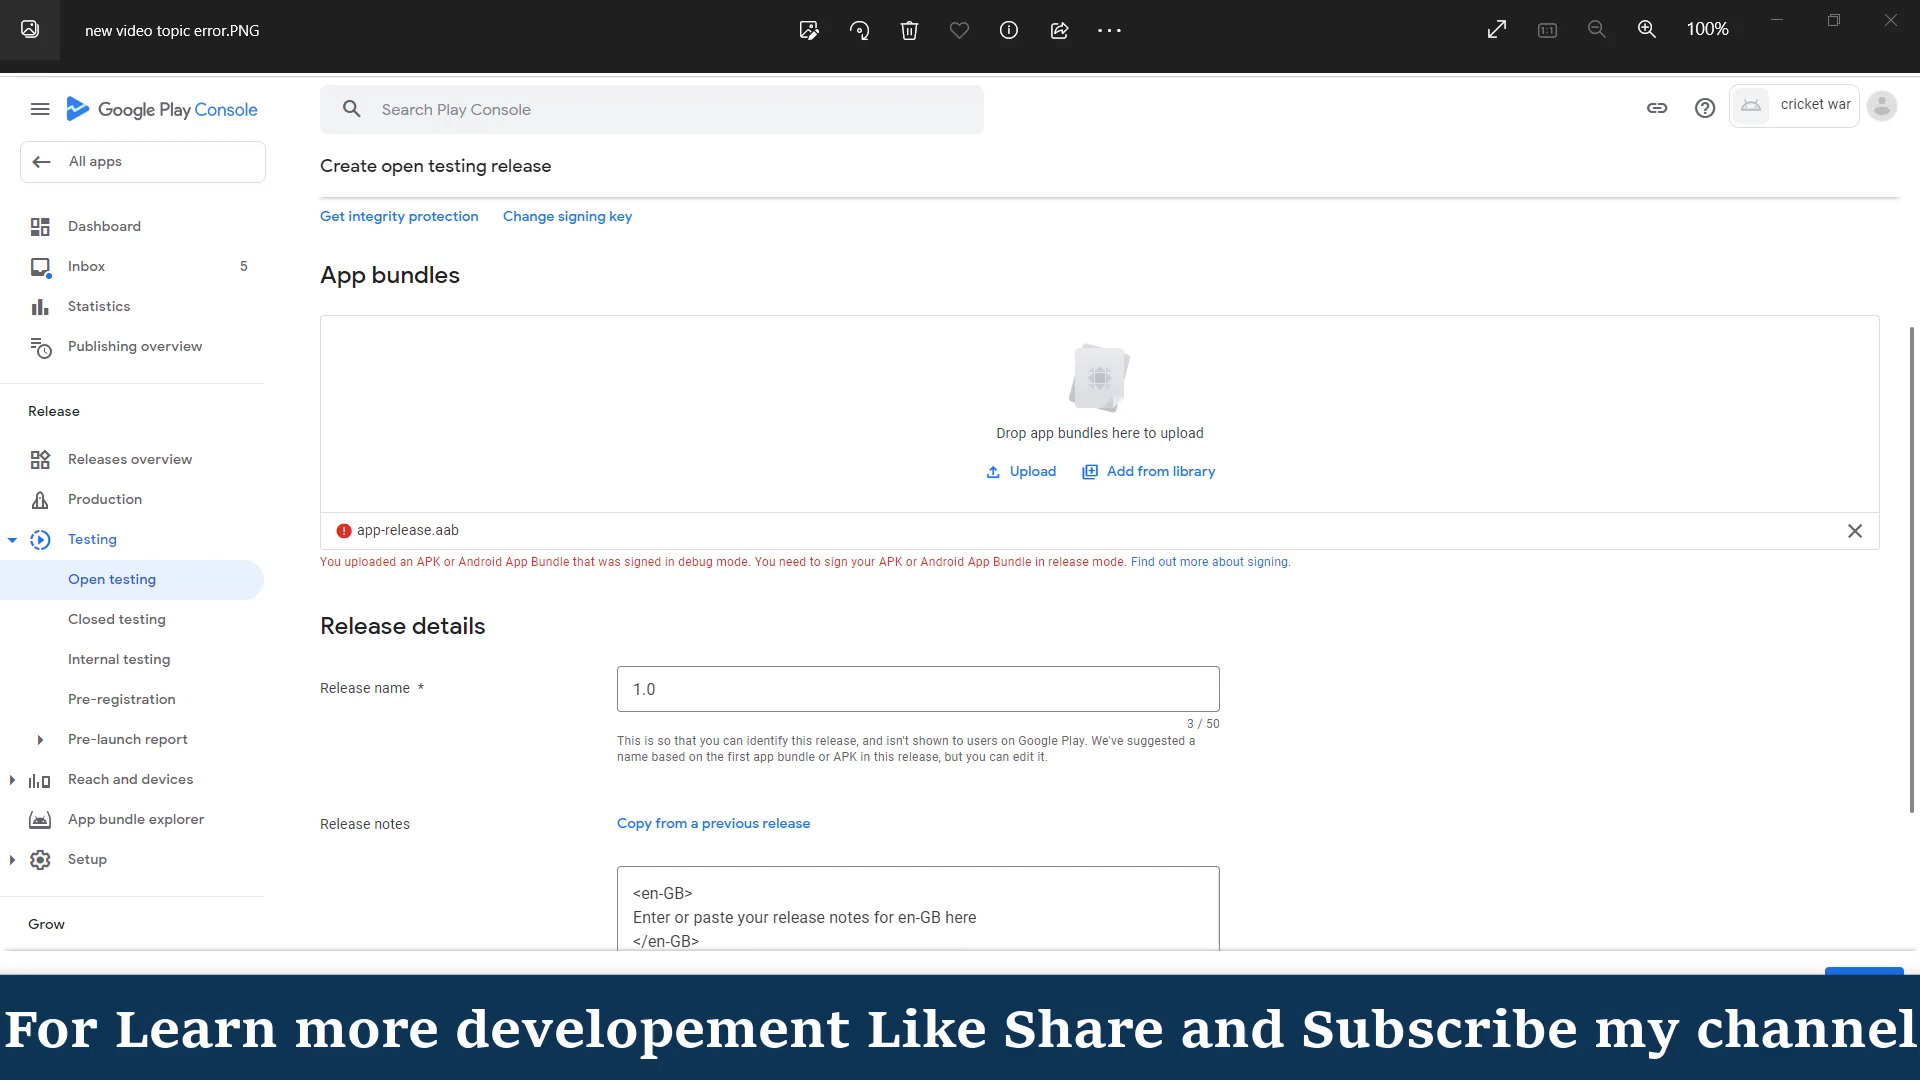 new video topic error.PNG
100%
Google Play Console
Search Play Console
cricket war
All apps
Create open testing release
Get integrity protection
Change signing key
Dashboard
Inbox
5
Statistics
Publishing overview
Release
Releases overview
Production
Testing
Open testing
Closed testing
Internal testing
Pre-registration
Pre-launch report
Reach and devices
App bundle explorer
Setup
Grow
App bundles
Drop app bundles here to upload
Upload
Add from library
app-release.aab
You uploaded an APK or Android App Bundle that was signed in debug mode. You need to sign your APK or Android App Bundle in release mode. Find out more about signing.
Release details
Release name *
1.0
3 / 50
This is so that you can identify this release, and isn't shown to users on Google Play. We've suggested a
name based on the first app bundle or APK in this release, but you can edit it.
Release notes
Copy from a previous release
<en-GB>
Enter or paste your release notes for en-GB here
</en-GB>
For Learn more developement Like Share and Subscribe my channel